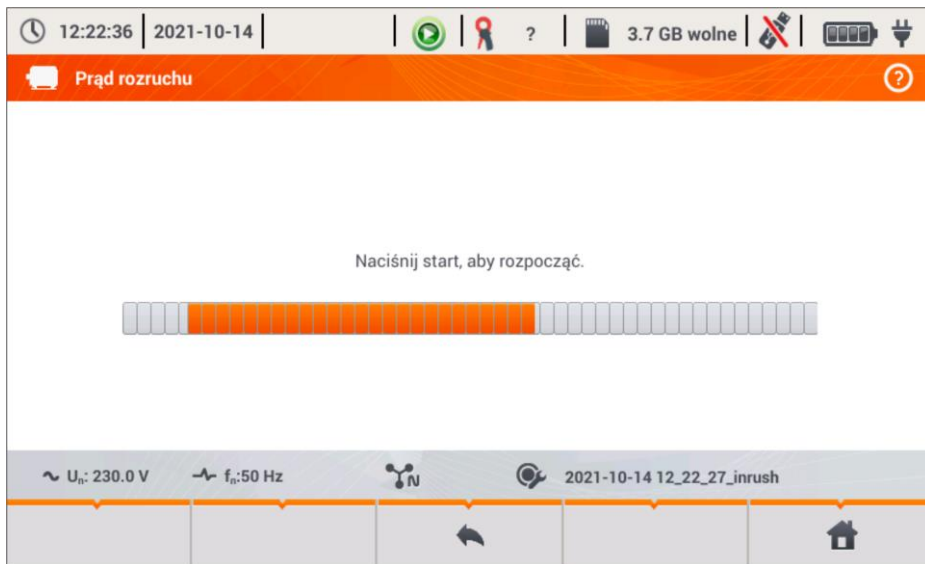 12:22:36 2021-10-14 ? 3.7 GB wolne
Prąd rozruchu ?
Naciśnij start, aby rozpocząć.
Uₙ: 230.0 V fₙ:50 Hz N 2021-10-14 12_22_27_inrush